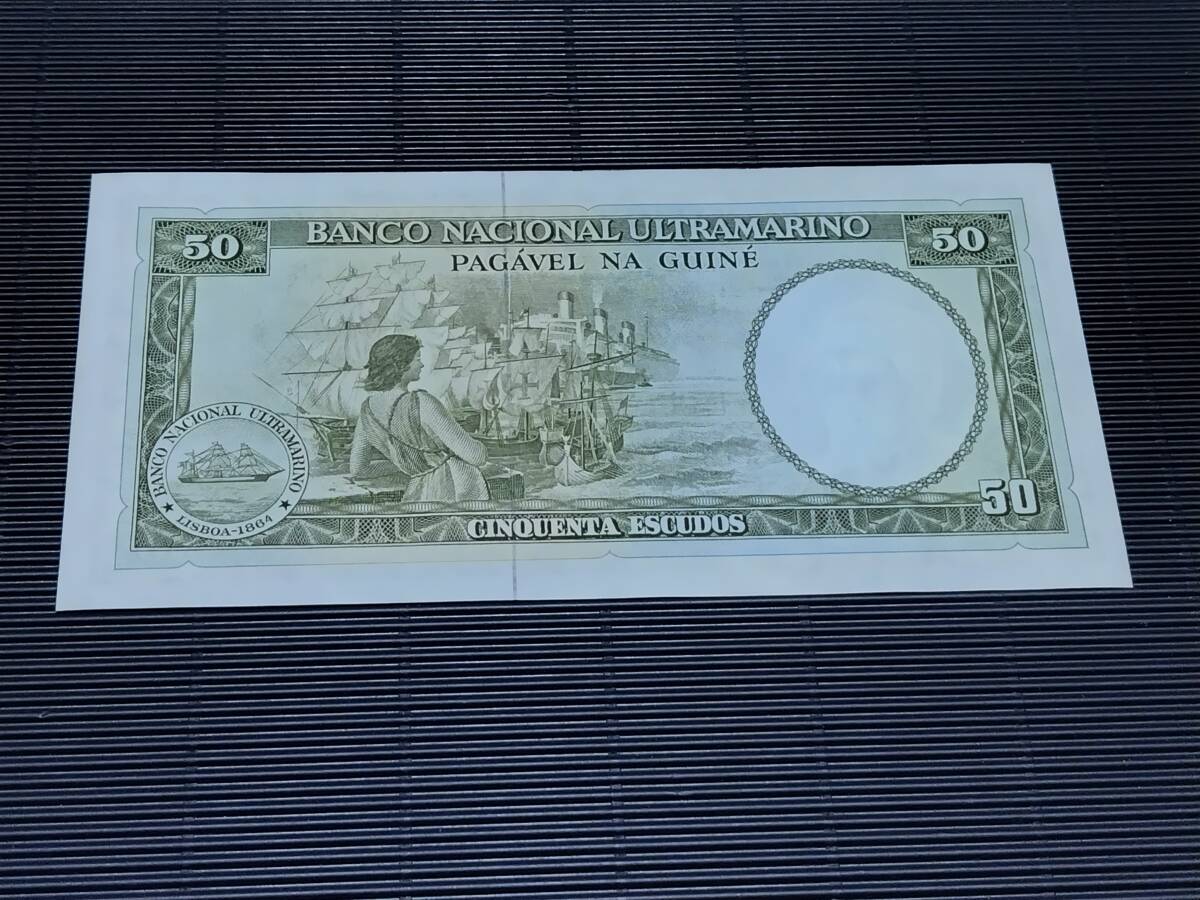 50 BANCO NACIONAL ULTRAMARINO 50
PAGÁVEL NA GUINÉ
BANCO NACIONAL ULTRAMARINO
LISBOA-1864
50
CINQUENTA ESCUDOS